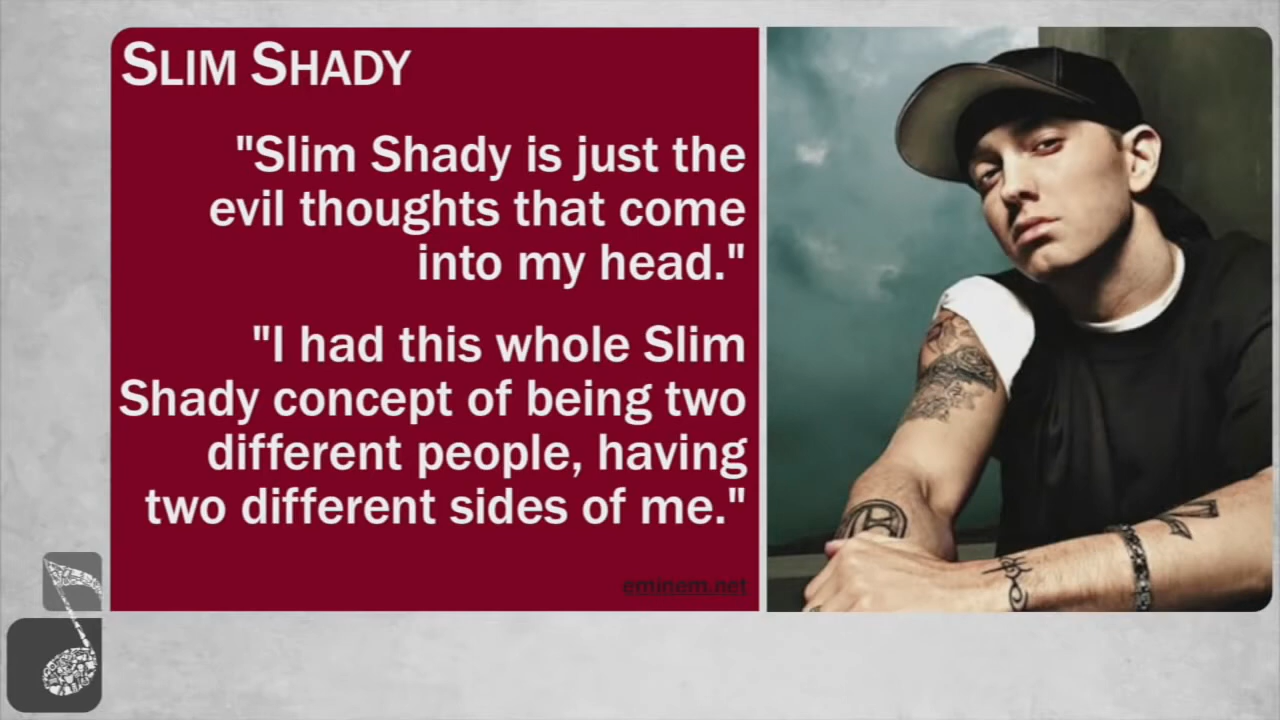 SLIM SHADY
"Slim Shady is just the
evil thoughts that come
into my head."
"I had this whole Slim
Shady concept of being two
different people, having
two different sides of me."
eminem.net